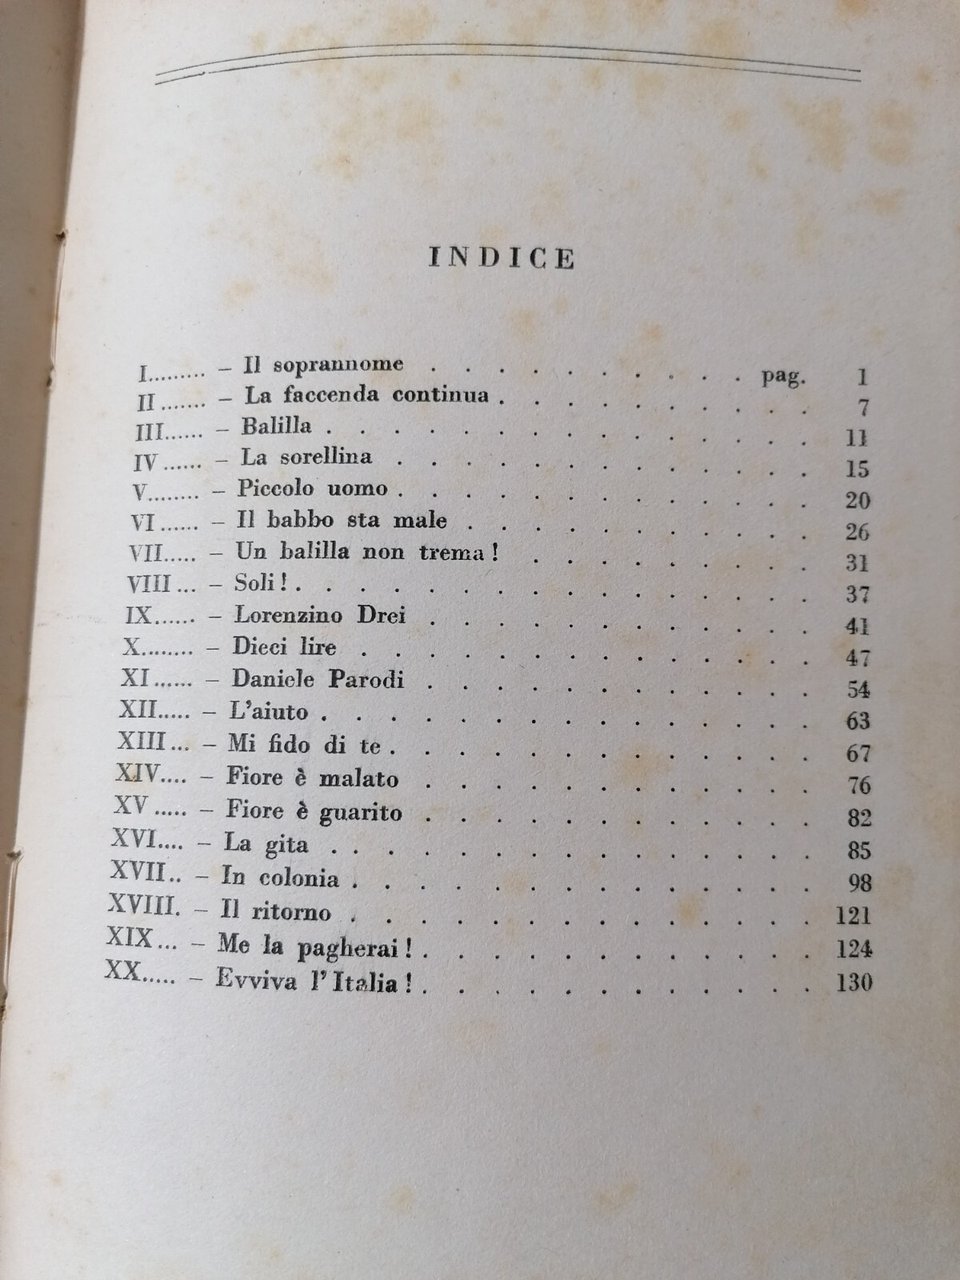 INDICE
I......... – Il soprannome . . . . . . . . . . pag. 1
II ....... – La faccenda continua . . . . . . . . . . 7
III...... – Balilla . . . . . . . . . . . . . . . 11
IV ...... – La sorellina . . . . . . . . . . . . . 15
V........ – Piccolo uomo . . . . . . . . . . . . . 20
VI ...... – Il babbo sta male . . . . . . . . . . . 26
VII..... – Un balilla non trema ! . . . . . . . . . 31
VIII ... – Soli ! . . . . . . . . . . . . . . . . 37
IX...... – Lorenzino Drei . . . . . . . . . . . . 41
X........ – Dieci lire . . . . . . . . . . . . . . 47
XI ...... – Daniele Parodi . . . . . . . . . . . . 54
XII..... – L'aiuto . . . . . . . . . . . . . . . 63
XIII ... – Mi fido di te . . . . . . . . . . . . . 67
XIV.... – Fiore è malato . . . . . . . . . . . . 76
XV ..... – Fiore è guarito . . . . . . . . . . . . 82
XVI.... – La gita . . . . . . . . . . . . . . . 85
XVII.. – In colonia . . . . . . . . . . . . . . 98
XVIII. – Il ritorno . . . . . . . . . . . . . . 121
XIX ... – Me la pagherai ! . . . . . . . . . . . . 124
XX..... – Evviva l'Italia ! . . . . . . . . . . . . 130